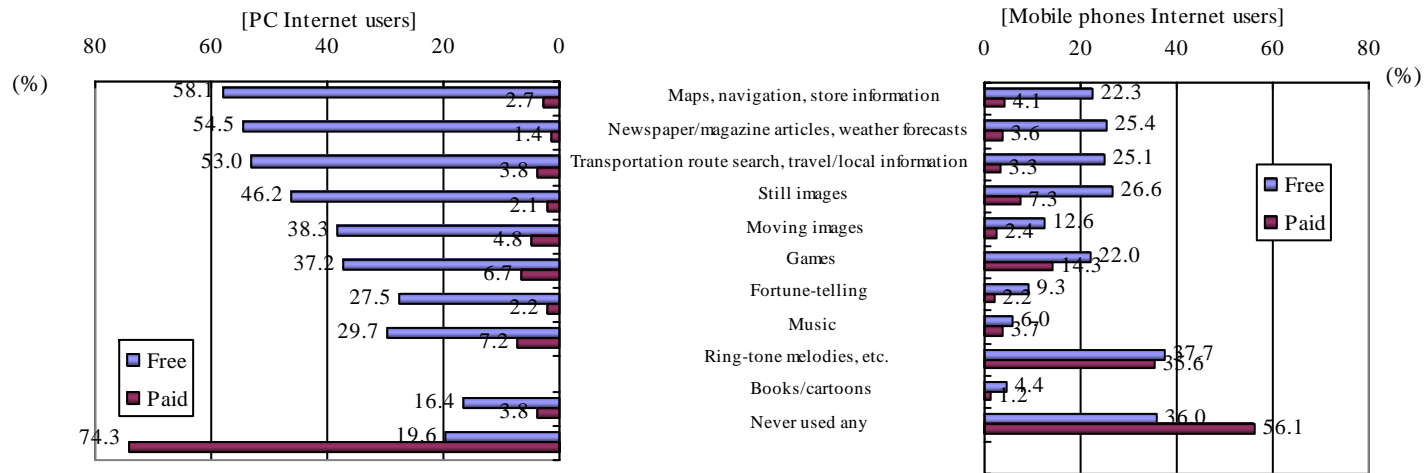 [PC Internet users] [Mobile phones Internet users]
80 60 40 20 0 0 20 40 60 80
(%) (%)
58.1 2.7 Maps, navigation, store information 22.3 4.1
54.5 1.4 Newspaper/magazine articles, weather forecasts 25.4 3.6
53.0 3.8 Transportation route search, travel/local information 25.1 3.3
46.2 2.1 Still images 26.6 7.3
38.3 4.8 Moving images 12.6 2.4
37.2 6.7 Games 22.0 14.3
27.5 2.2 Fortune-telling 9.3 2.2
29.7 7.2 Music 6.0 3.7
Ring-tone melodies, etc. 37.7 35.6
16.4 3.8 Books/cartoons 4.4 1.2
19.6 74.3 Never used any 36.0 56.1
Free
Paid
Free
Paid